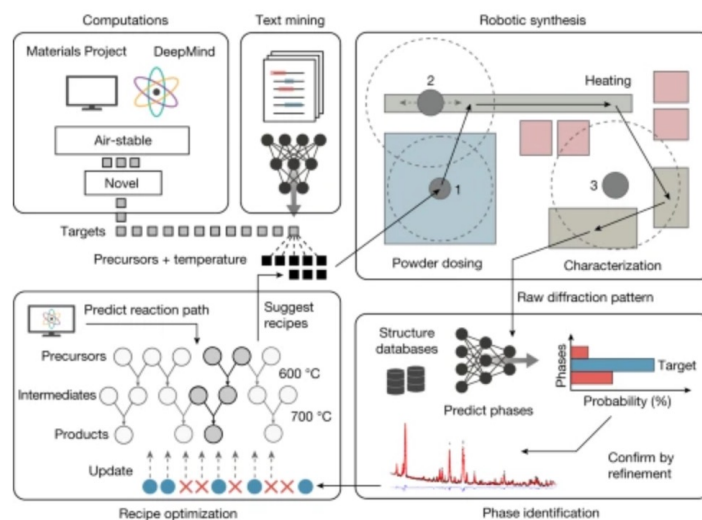 Computations
Text mining
Robotic synthesis
Materials Project
DeepMind
Air-stable
Novel
Targets
Precursors + temperature
2
Heating
1
3
Powder dosing
Characterization
Predict reaction path
Suggest
recipes
Precursors
600 °C
Intermediates
700 °C
Products
Update
Recipe optimization
Raw diffraction pattern
Structure
databases
Predict phases
Phases
Target
Probability (%)
Confirm by
refinement
Phase identification